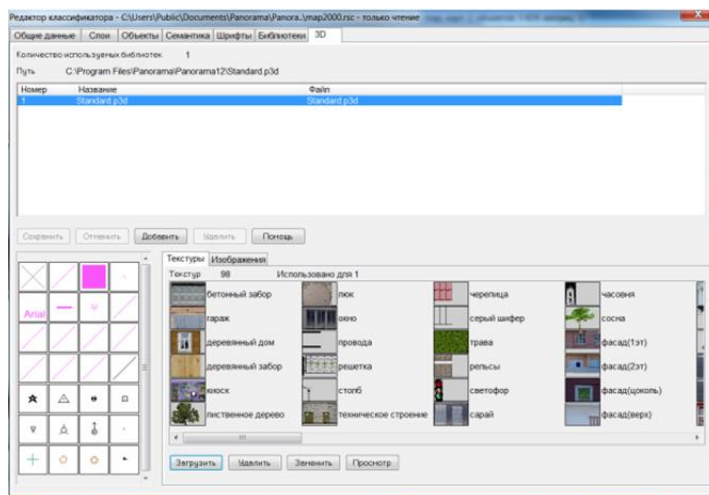 Редактор классификатора - C:\Users\Public\Documents\Panorama\Panora..\map2000.rsc - только чтение
Общие данные Слои Объекты Семантика Шрифты Библиотеки 3D
Количество используемых библиотек 1
Путь C:\Program Files\Panorama\Panorama12\Standard.p3d
Номер Название Файл
1 Standard.p3d Standard.p3d
Сохранить Отменить Добавить Удалить Помощь
Текстуры Изображения
Текстур 98 Использовано для 1
бетонный забор люк черепица часовня
гараж окно серый шифер сосна
деревянный дом провода трава фасад(1эт)
деревянный забор решетка рельсы фасад(2эт)
киоск столб светофор фасад(цоколь)
лиственное дерево техническое строение сарай фасад(верх)
Arial
Загрузить Удалить Заменить Просмотр